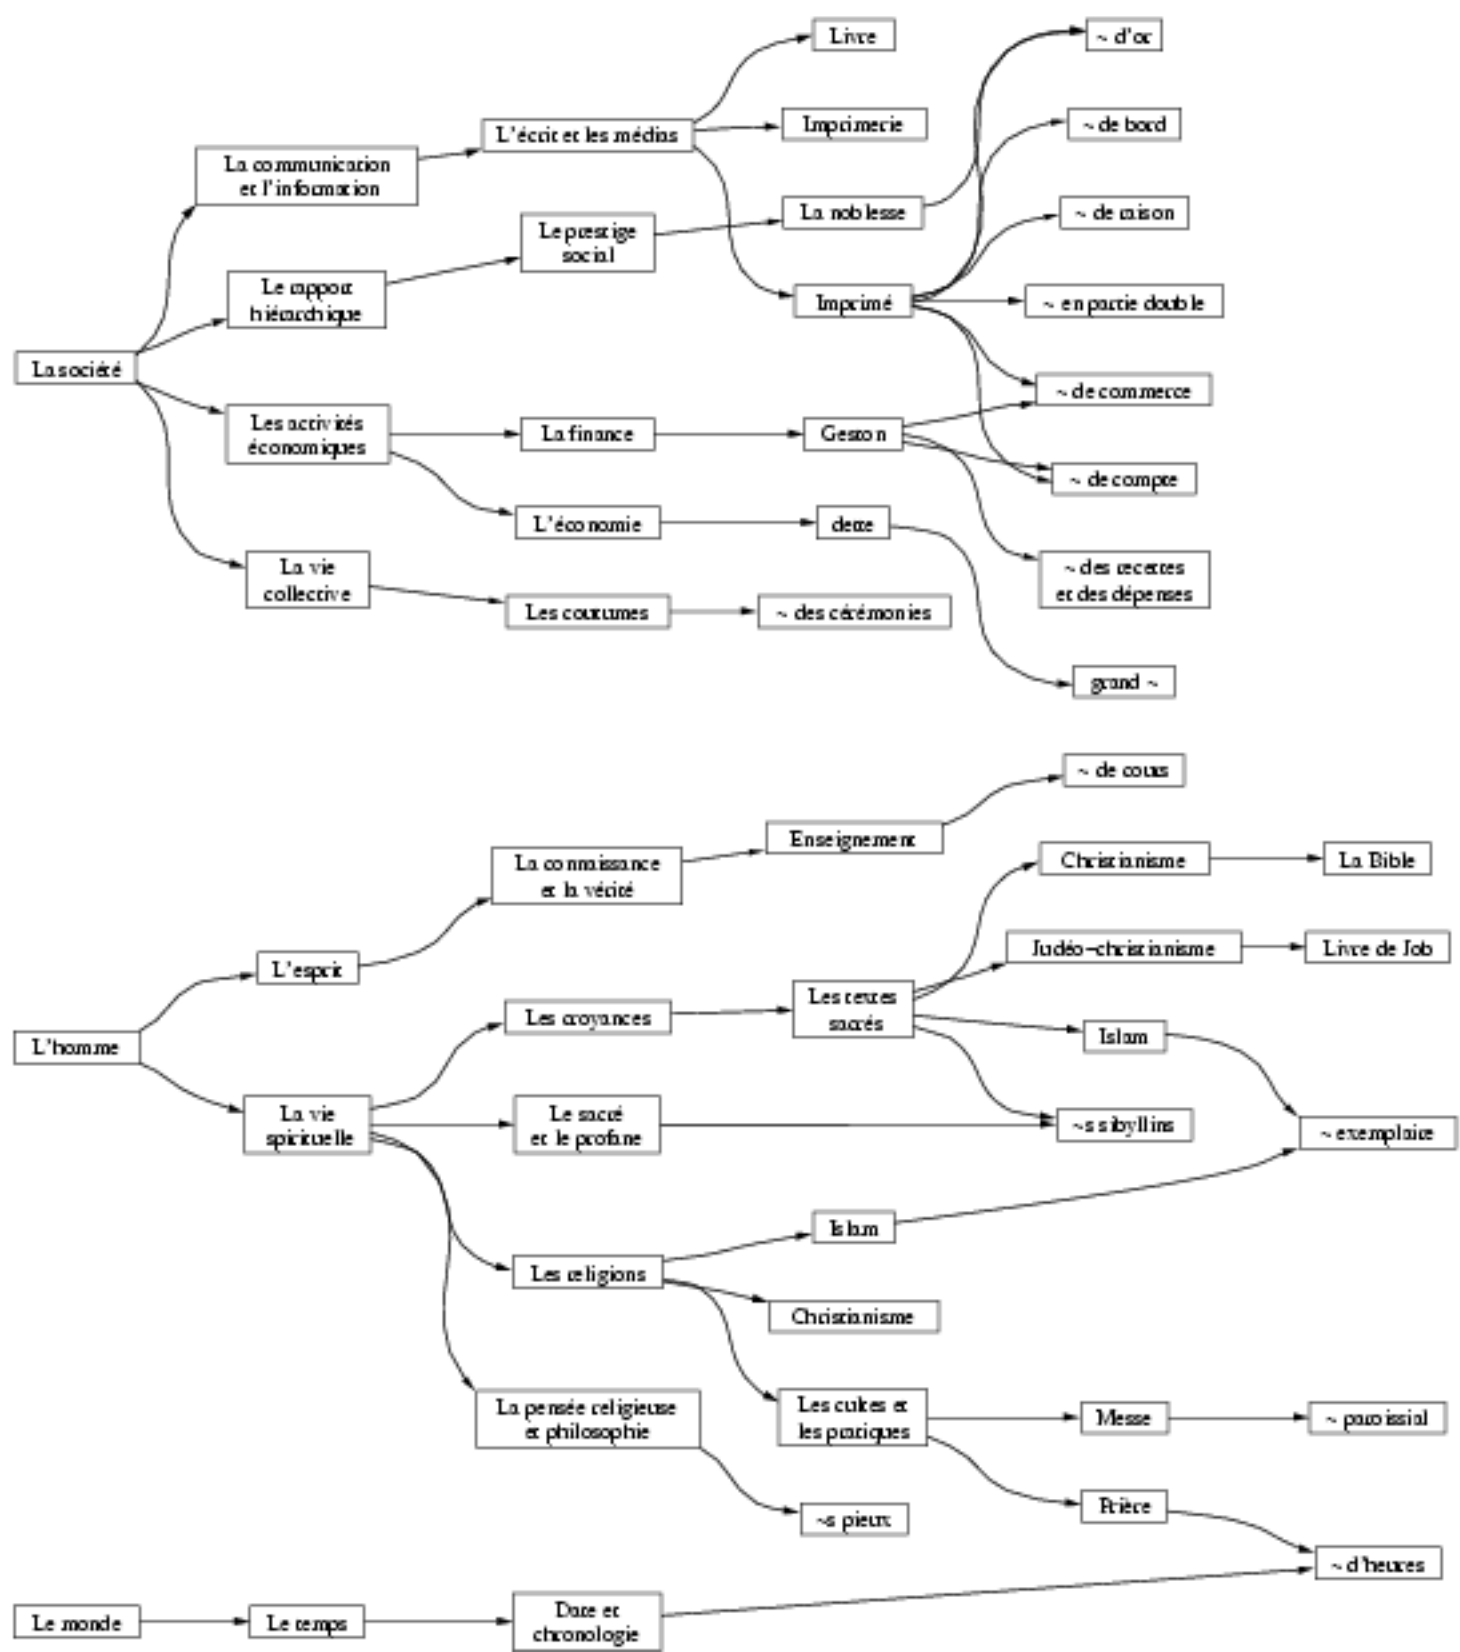 Livre
~ d'or
L'écrit et les médias
Imprimerie
~ de bord
La communication
et l'information
Le prestige
social
La noblesse
~ de raison
Le rapport
hiérarchique
Imprimé
~ en partie double
La société
~ de commerce
Les activités
économiques
La finance
Geston
~ de compte
L'économie
dette
La vie
collective
~ des recettes
et des dépenses
Les coutumes
~ des cérémonies
grand ~
~ de cours
Enseignement
La connaissance
et la vérité
Christianisme
La Bible
L'esprit
Judéo-christianisme
Livre de Job
Les croyances
Les textes
sacrés
L'homme
Islam
La vie
spirituelle
Le sacré
et le profane
~s sibyllins
~ exemplaire
Islam
Les religions
Christianisme
La pensée religieuse
et philosophie
Les cultes et
les pratiques
Messe
~ paroissial
~s pieux
Prière
~ d'heures
Le monde
Le temps
Date et
chronologie